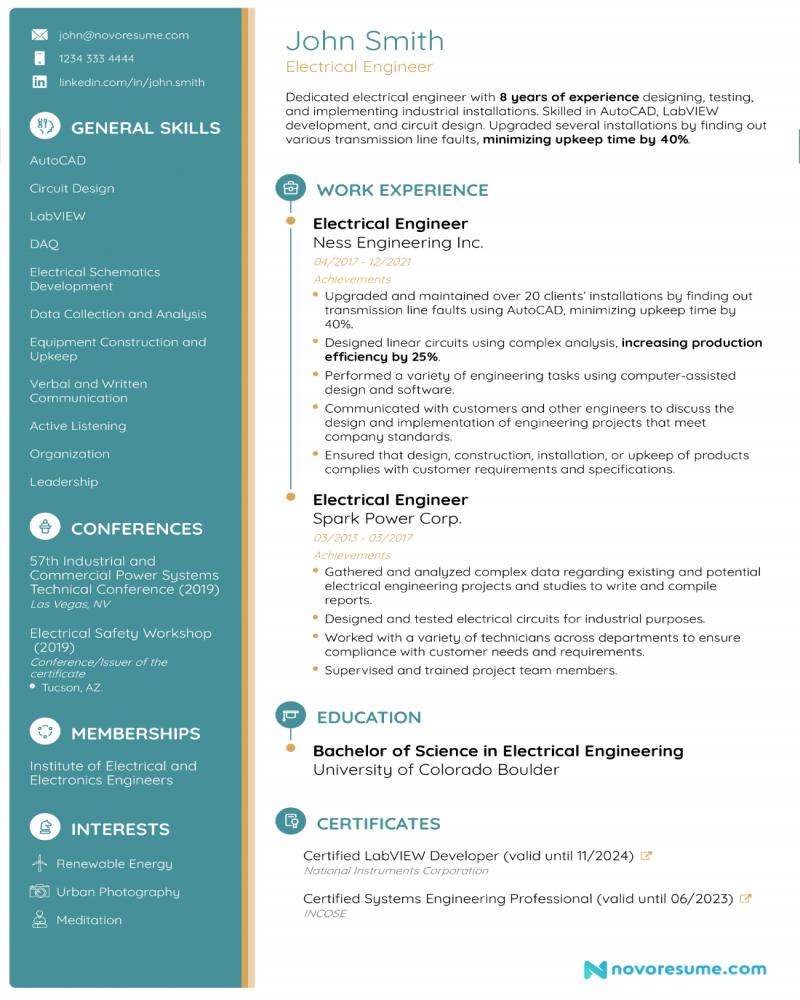 john@novoresume.com
1234 333 4444
linkedin.com/in/john.smith
GENERAL SKILLS
AutoCAD
Circuit Design
LabVIEW
DAQ
Electrical Schematics
Development
Data Collection and Analysis
Equipment Construction and
Upkeep
Verbal and Written
Communication
Active Listening
Organization
Leadership
CONFERENCES
57th Industrial and
Commercial Power Systems
Technical Conference (2019)
Las Vegas, NV
Electrical Safety Workshop
(2019)
Conference/Issuer of the
certificate
• Tucson, AZ.
MEMBERSHIPS
Institute of Electrical and
Electronics Engineers
INTERESTS
Renewable Energy
Urban Photography
Meditation
John Smith
Electrical Engineer
Dedicated electrical engineer with 8 years of experience designing, testing,
and implementing industrial installations. Skilled in AutoCAD, LabVIEW
development, and circuit design. Upgraded several installations by finding out
various transmission line faults, minimizing upkeep time by 40%.
WORK EXPERIENCE
Electrical Engineer
Ness Engineering Inc.
04/2017 - 12/2021
Achievements
• Upgraded and maintained over 20 clients' installations by finding out
transmission line faults using AutoCAD, minimizing upkeep time by
40%.
• Designed linear circuits using complex analysis, increasing production
efficiency by 25%.
• Performed a variety of engineering tasks using computer-assisted
design and software.
• Communicated with customers and other engineers to discuss the
design and implementation of engineering projects that meet
company standards.
• Ensured that design, construction, installation, or upkeep of products
complies with customer requirements and specifications.
Electrical Engineer
Spark Power Corp.
03/2013 - 03/2017
Achievements
• Gathered and analyzed complex data regarding existing and potential
electrical engineering projects and studies to write and compile
reports.
• Designed and tested electrical circuits for industrial purposes.
• Worked with a variety of technicians across departments to ensure
compliance with customer needs and requirements.
• Supervised and trained project team members.
EDUCATION
Bachelor of Science in Electrical Engineering
University of Colorado Boulder
CERTIFICATES
Certified LabVIEW Developer (valid until 11/2024)
National Instruments Corporation
Certified Systems Engineering Professional (valid until 06/2023)
INCOSE
novoresume.com